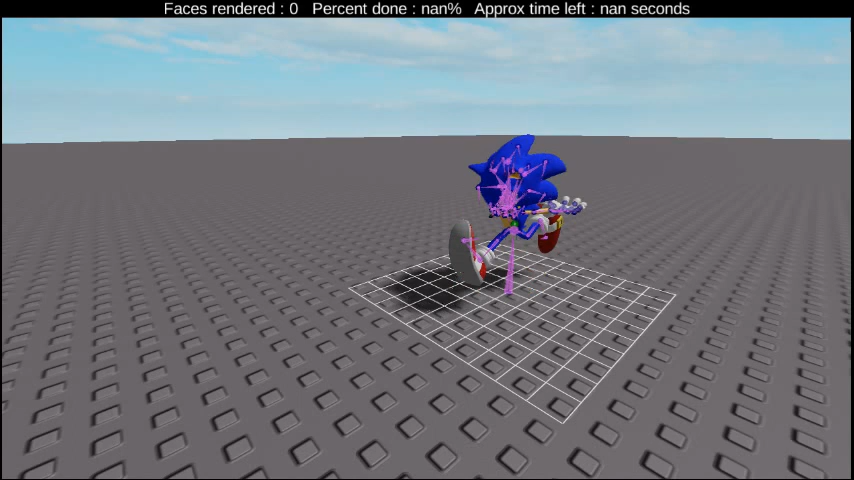 Faces rendered : 0   Percent done : nan%   Approx time left : nan seconds